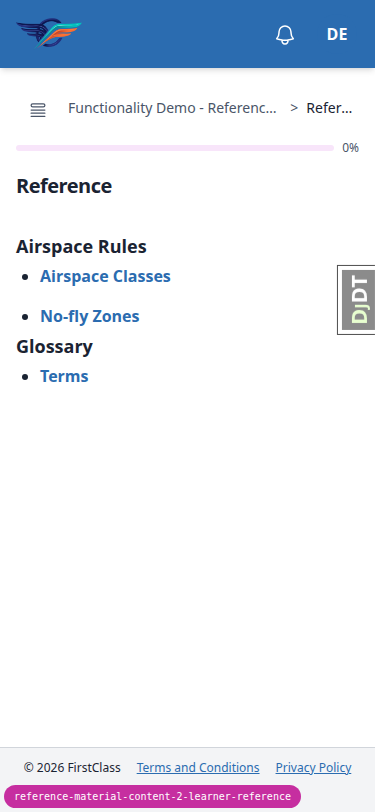 DE
Functionality Demo - Referenc... > Refer...
0%
Reference
Airspace Rules
Airspace Classes
No-fly Zones
Glossary
Terms
DJDT
© 2026 FirstClass Terms and Conditions Privacy Policy
reference-material-content-2-learner-reference